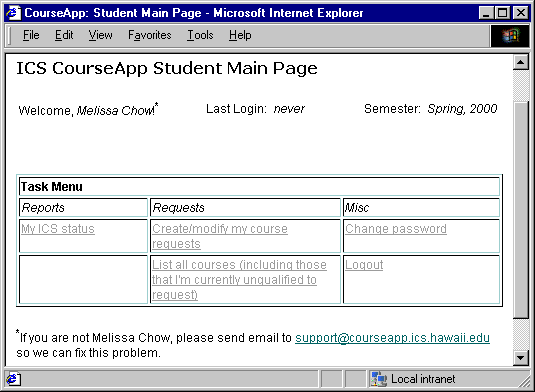 CourseApp: Student Main Page - Microsoft Internet Explorer
File Edit View Favorites Tools Help
ICS CourseApp Student Main Page
Welcome, Melissa Chow!* Last Login: never Semester: Spring, 2000
Task Menu
Reports Requests Misc
My ICS status Create/modify my course Change password
requests
List all courses (including those Logout
that I'm currently unqualified to
request)
*If you are not Melissa Chow, please send email to support@courseapp.ics.hawaii.edu
so we can fix this problem.
Local intranet